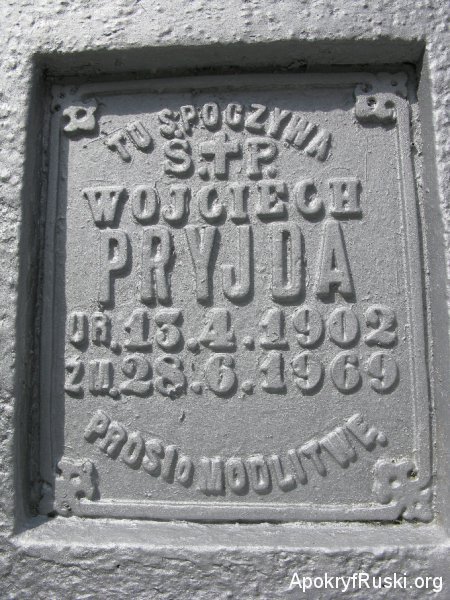 TU SPOCZYWA
Ś.†P.
WOJCIECH
PRYJDA
UR.13.4.1902
ZM.28.6.1969
PROSI O MODLITWĘ.
ApokryfRuski.org